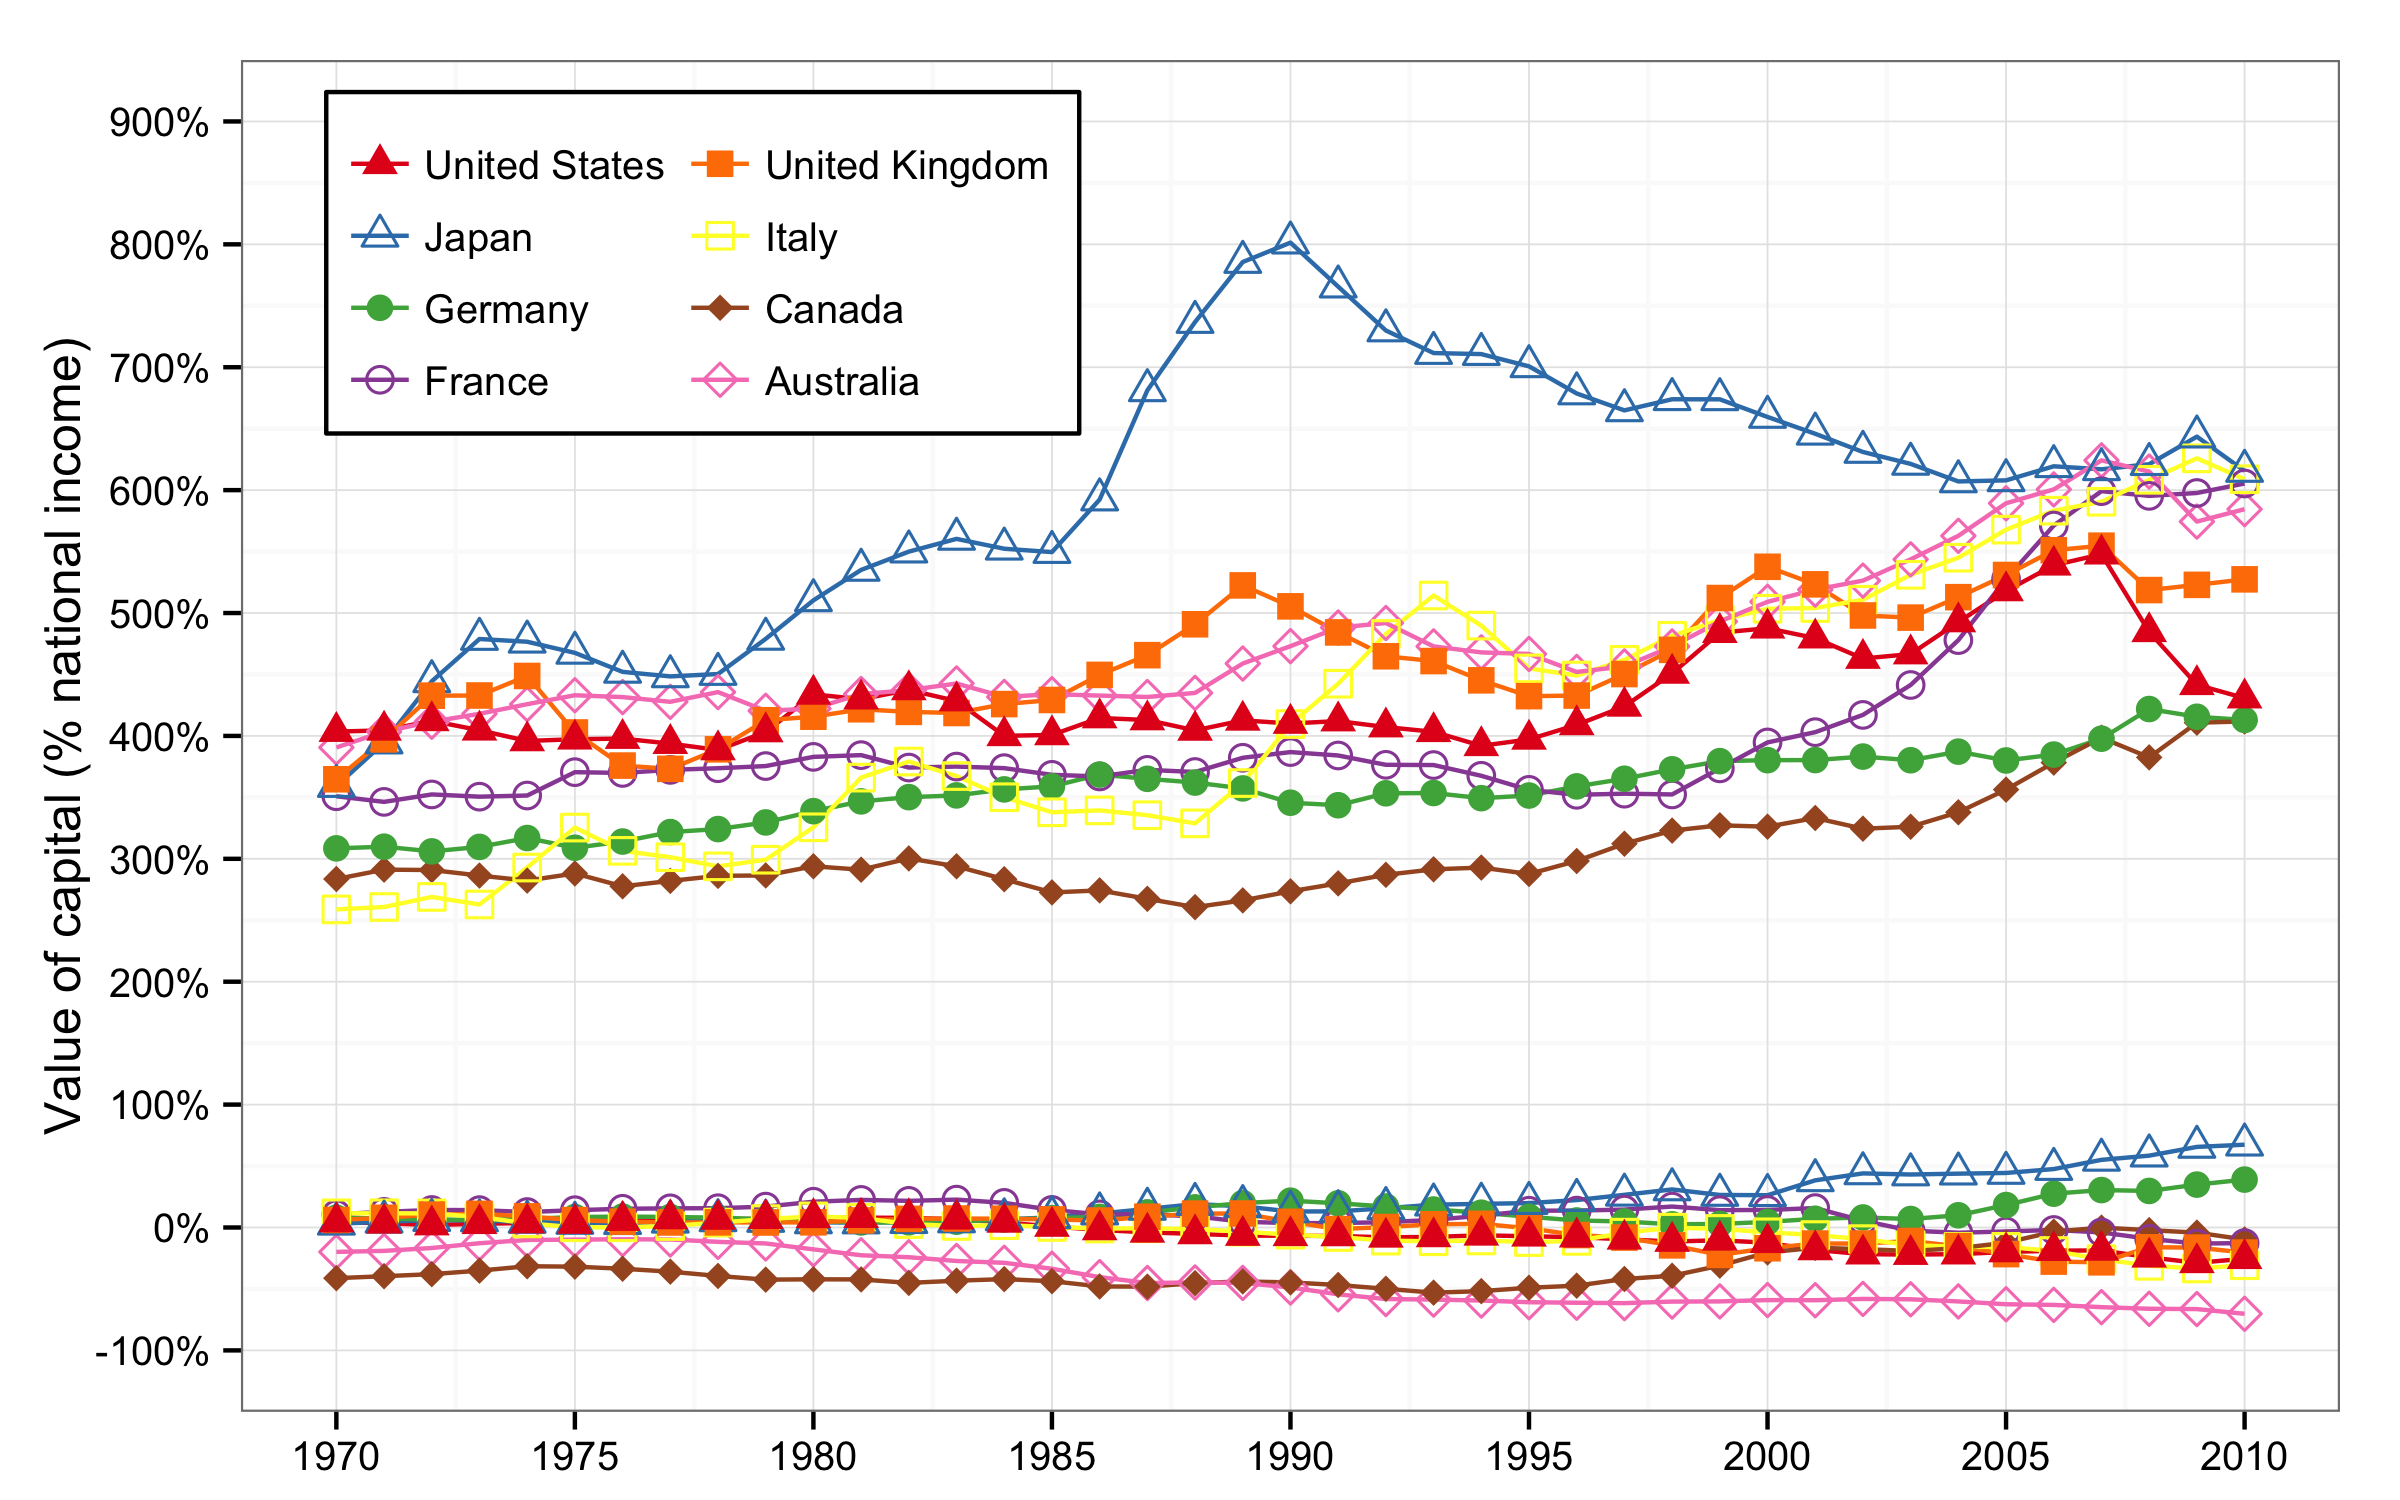 Value of capital (% national income)
900%
800%
700%
600%
500%
400%
300%
200%
100%
0%
-100%
United States
United Kingdom
Japan
Italy
Germany
Canada
France
Australia
1970 1975 1980 1985 1990 1995 2000 2005 2010